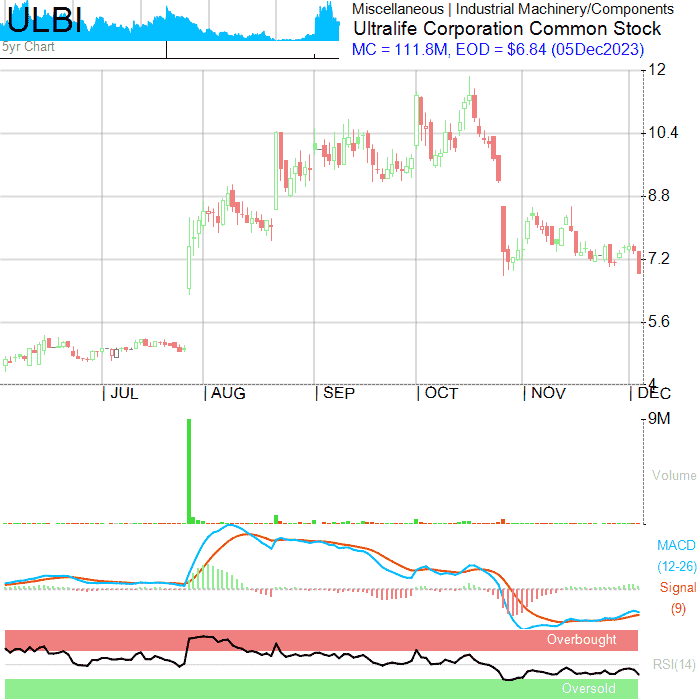 ULBI
5yr Chart
Miscellaneous | Industrial Machinery/Components
Ultralife Corporation Common Stock
MC = 111.8M, EOD = $6.84 (05Dec2023)
12
10.4
8.8
7.2
5.6
4
JUL AUG SEP OCT NOV DEC
9M
Volume
MACD
(12-26)
Signal
(9)
Overbought
RSI(14)
Oversold